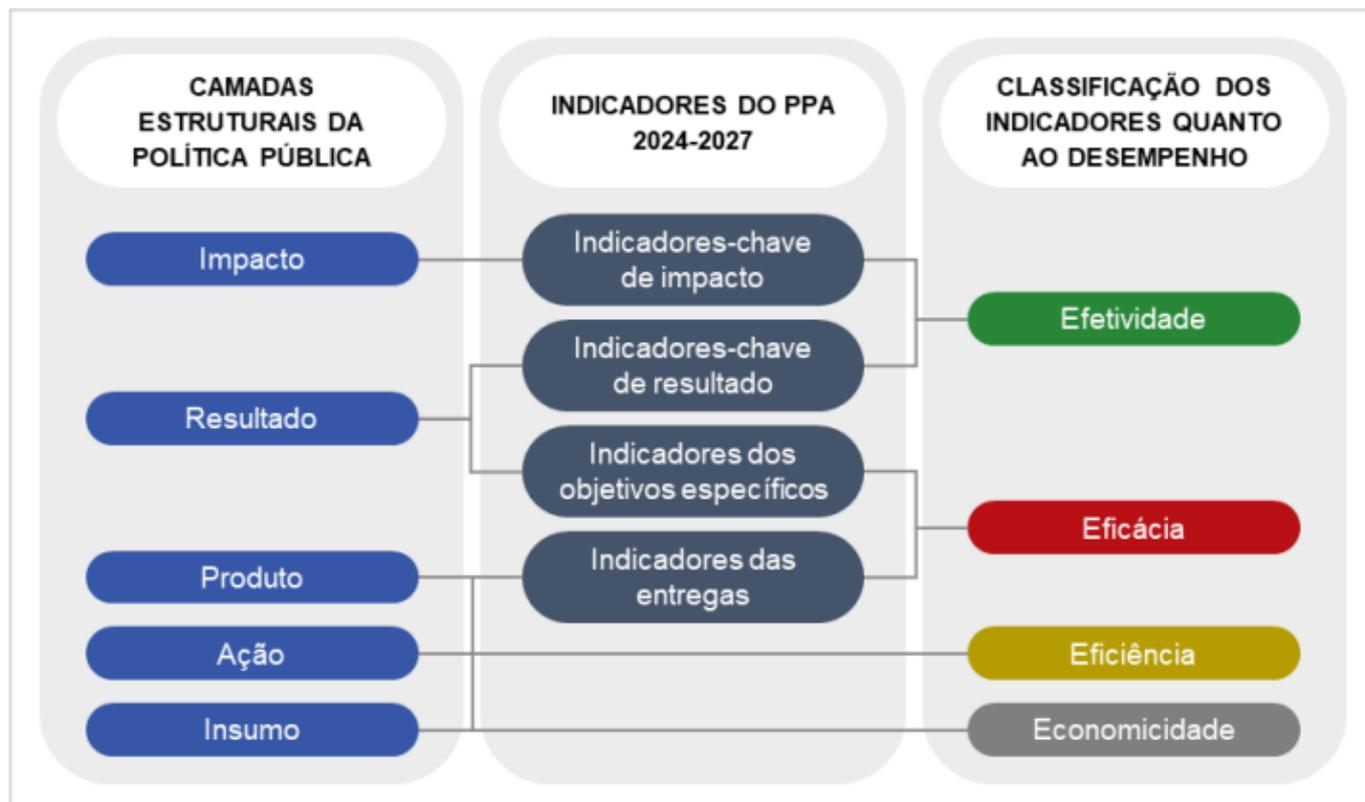 CAMADAS
ESTRUTURAIS DA
POLÍTICA PÚBLICA
Impacto
Resultado
Produto
Ação
Insumo
INDICADORES DO PPA
2024-2027
Indicadores-chave
de impacto
Indicadores-chave
de resultado
Indicadores dos
objetivos específicos
Indicadores das
entregas
CLASSIFICAÇÃO DOS
INDICADORES QUANTO
AO DESEMPENHO
Efetividade
Eficácia
Eficiência
Economicidade